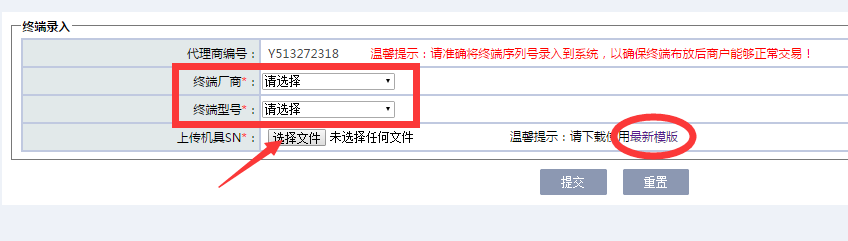 终端录入
代理商编号： Y513272318 温馨提示：请准确将终端序列号录入到系统，以确保终端布放后商户能够正常交易！
终端厂商*： 请选择
终端型号*： 请选择
上传机具SN*： 选择文件 未选择任何文件 温馨提示：请下载使用最新模版
提交 重置